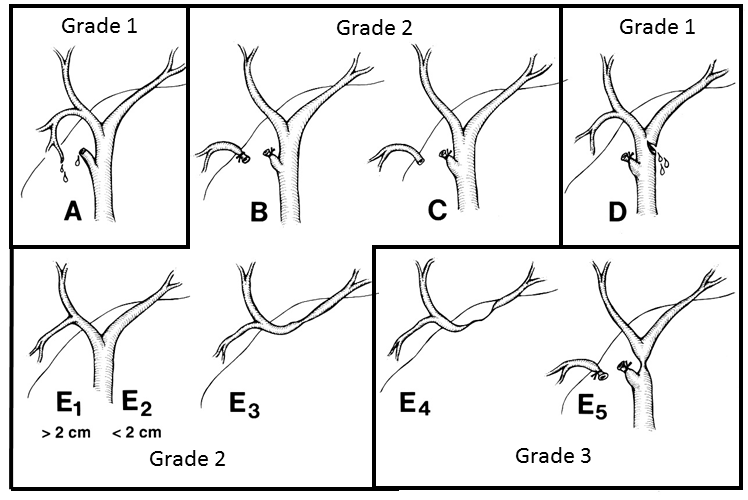 Grade 1
Grade 2
Grade 1
A
B
C
D
E₁ E₂
> 2 cm < 2 cm
E₃
E₄
E₅
Grade 2
Grade 3